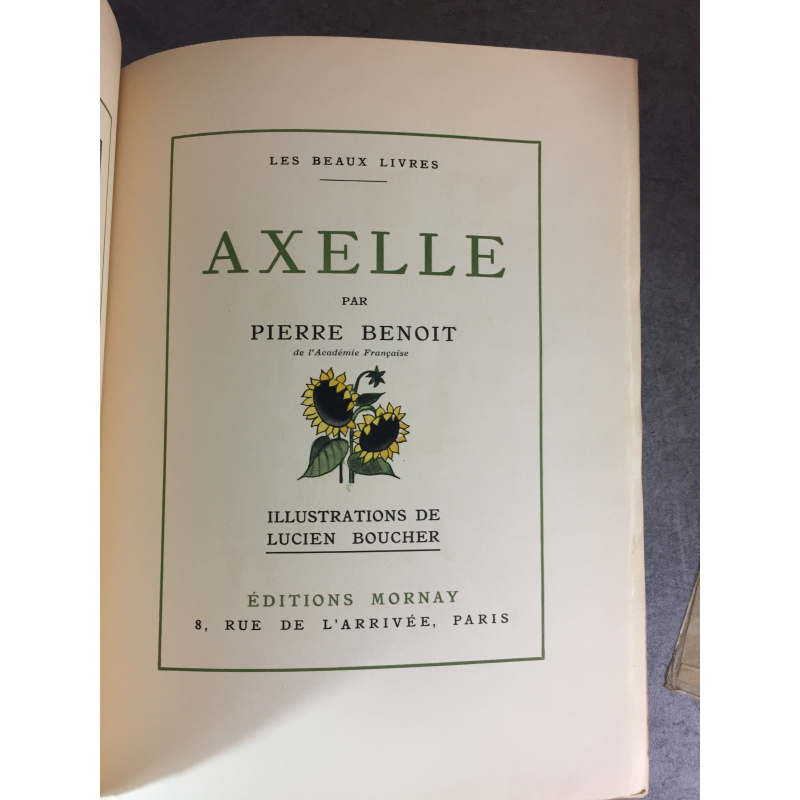 LES BEAUX LIVRES
AXELLE
PAR
PIERRE BENOIT
de l'Académie Française
ILLUSTRATIONS DE
LUCIEN BOUCHER
ÉDITIONS MORNAY
8, RUE DE L'ARRIVÉE, PARIS